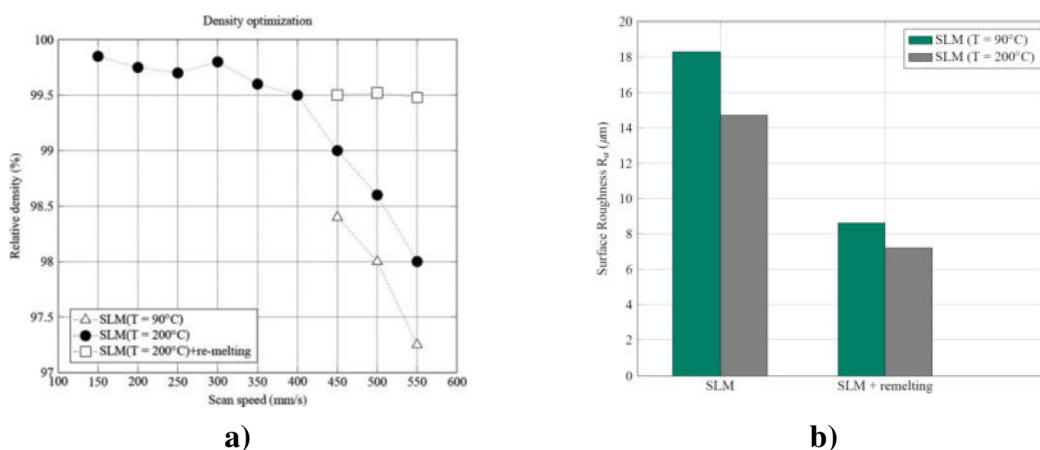 Density optimization
Relative density (%)
100
99.5
99
98.5
98
97.5
97
SLM(T = 90°C)
SLM(T = 200°C)
SLM(T = 200°C)+re-melting
100 150 200 250 300 350 400 450 500 550 600
Scan speed (mm/s)
a)
Surface Roughness Ra (μm)
20
18
16
14
12
10
8
6
4
2
0
SLM (T = 90°C)
SLM (T = 200°C)
SLM
SLM + remelting
b)